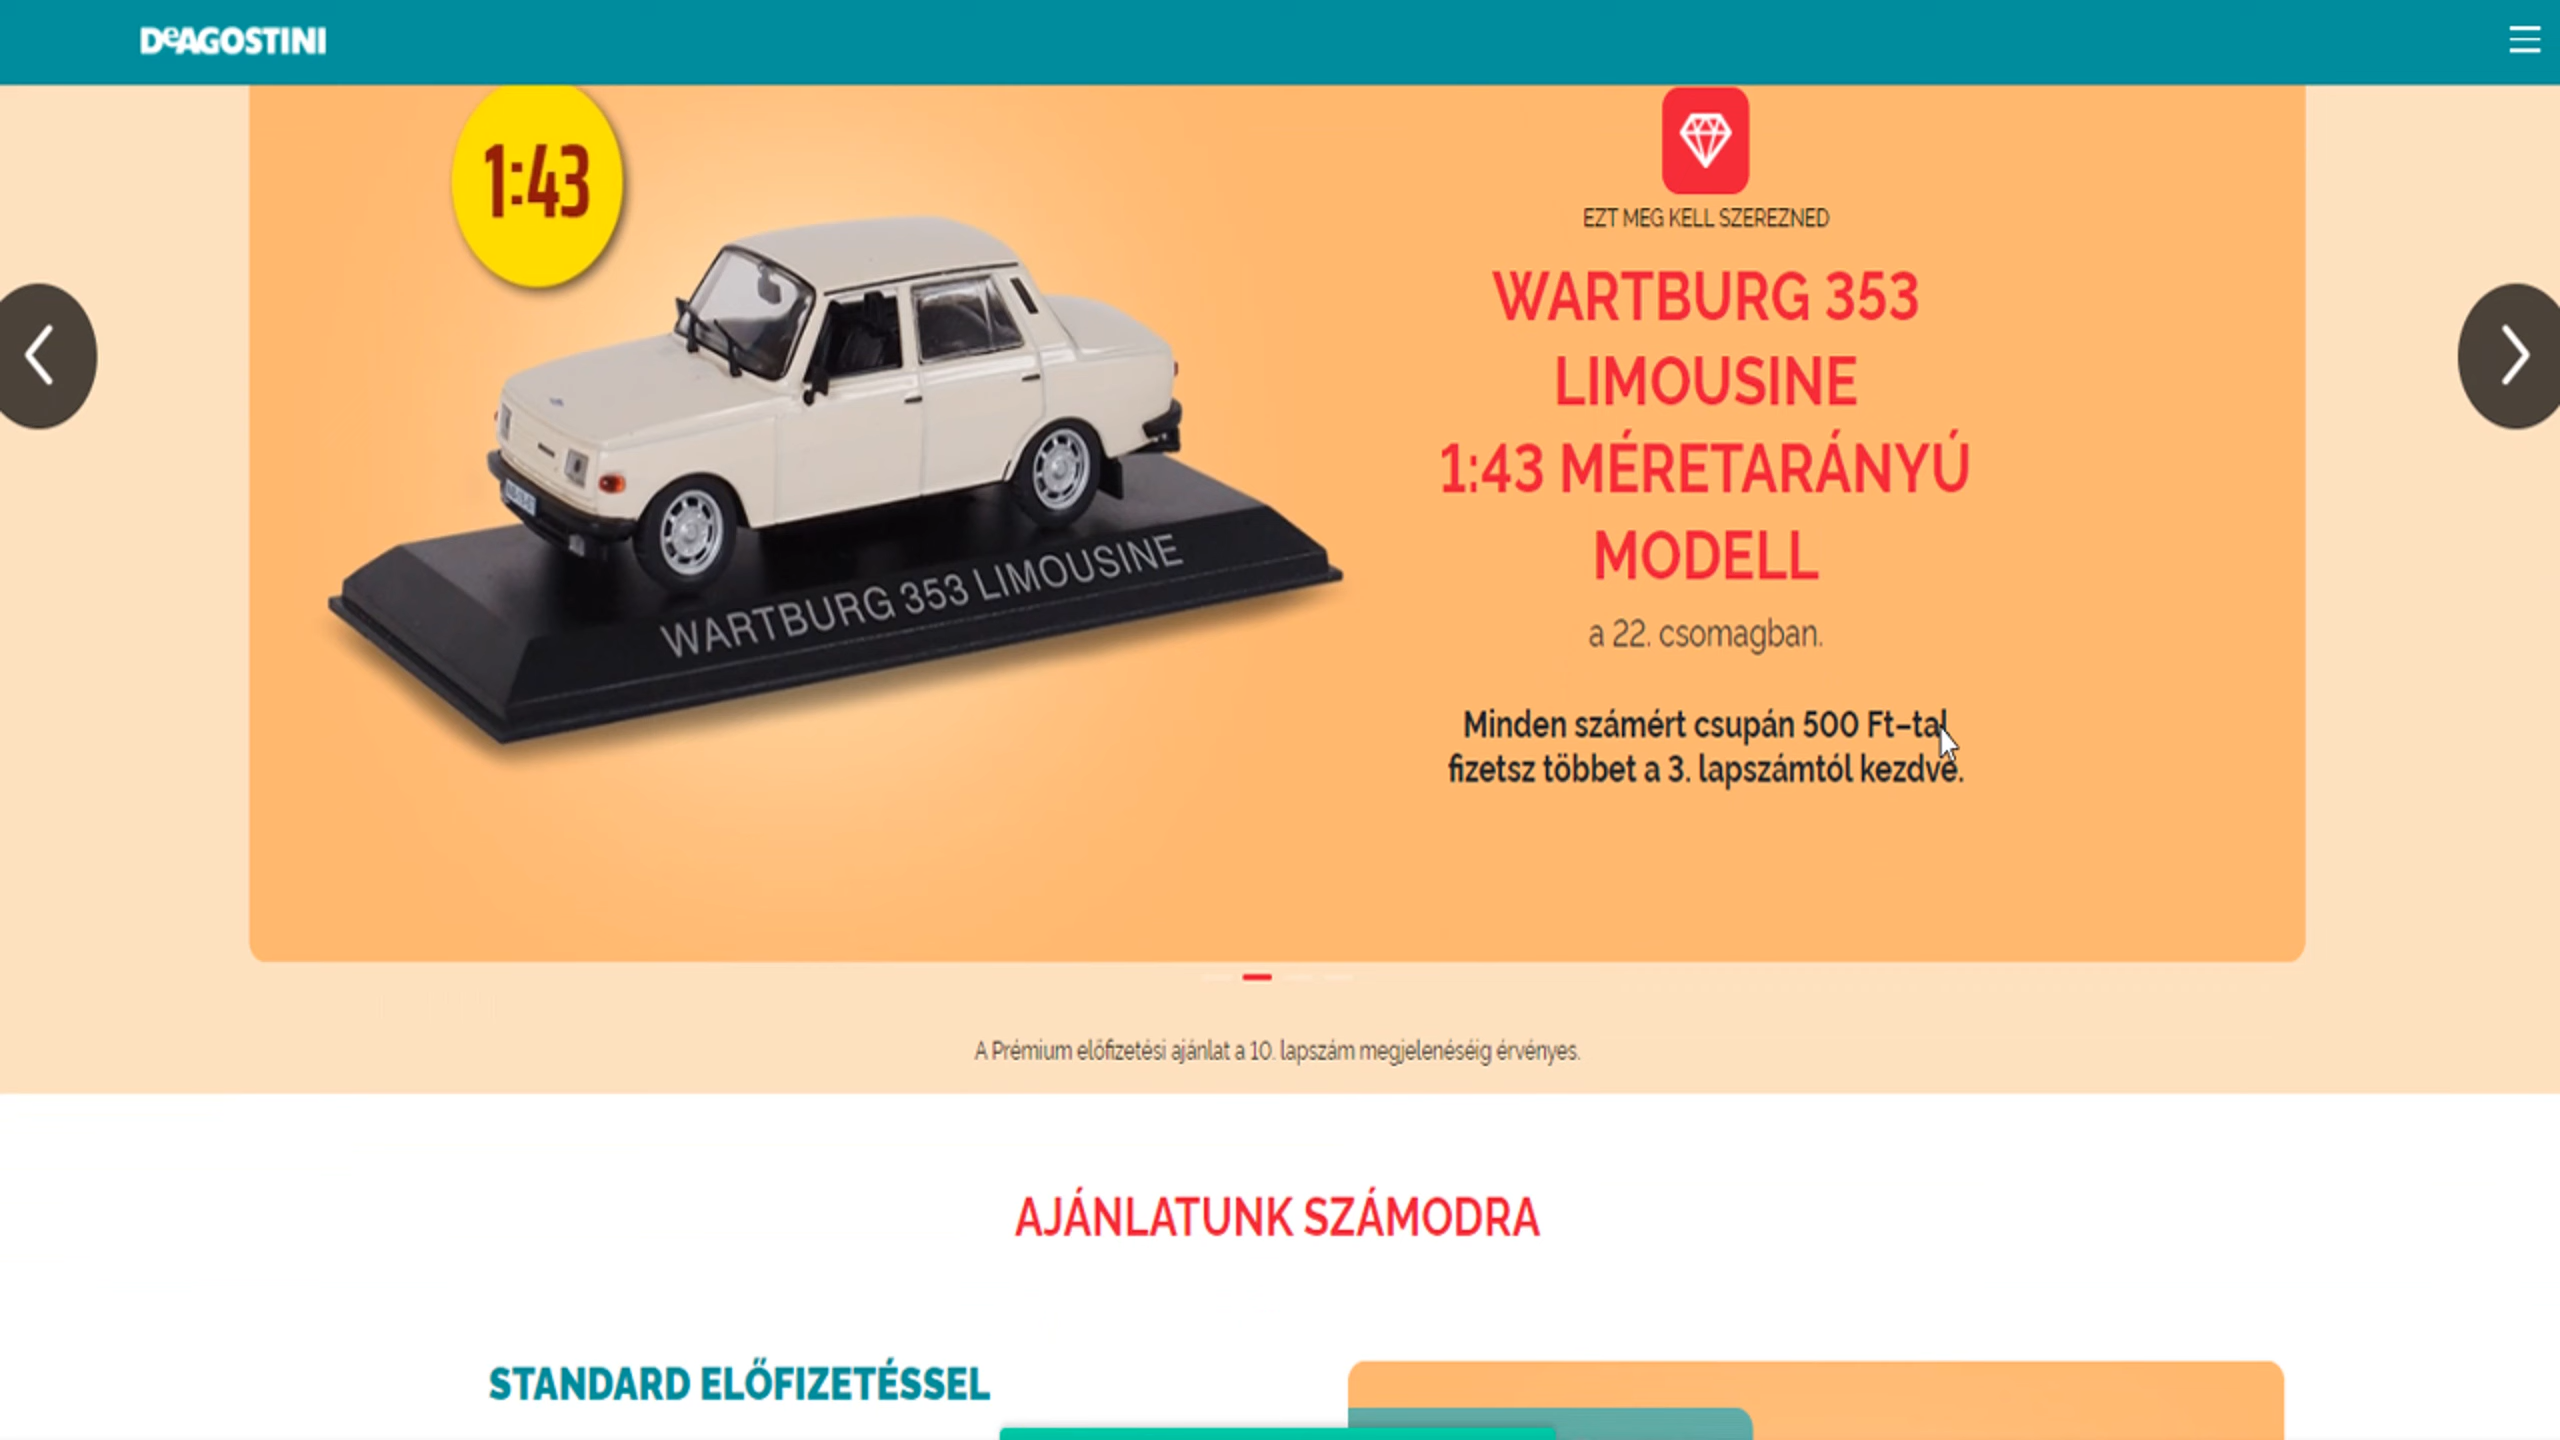 DeAGOSTINI
1:43
WARTBURG 353 LIMOUSINE
EZT MEG KELL SZEREZNED
WARTBURG 353
LIMOUSINE
1:43 MÉRETARÁNYÚ
MODELL
a 22. csomagban.
Minden számért csupán 500 Ft-tal
fizetsz többet a 3. lapszámtól kezdve.
A Prémium előfizetési ajánlat a 10. lapszám megjelenéséig érvényes.
AJÁNLATUNK SZÁMODRA
STANDARD ELŐFIZETÉSSEL